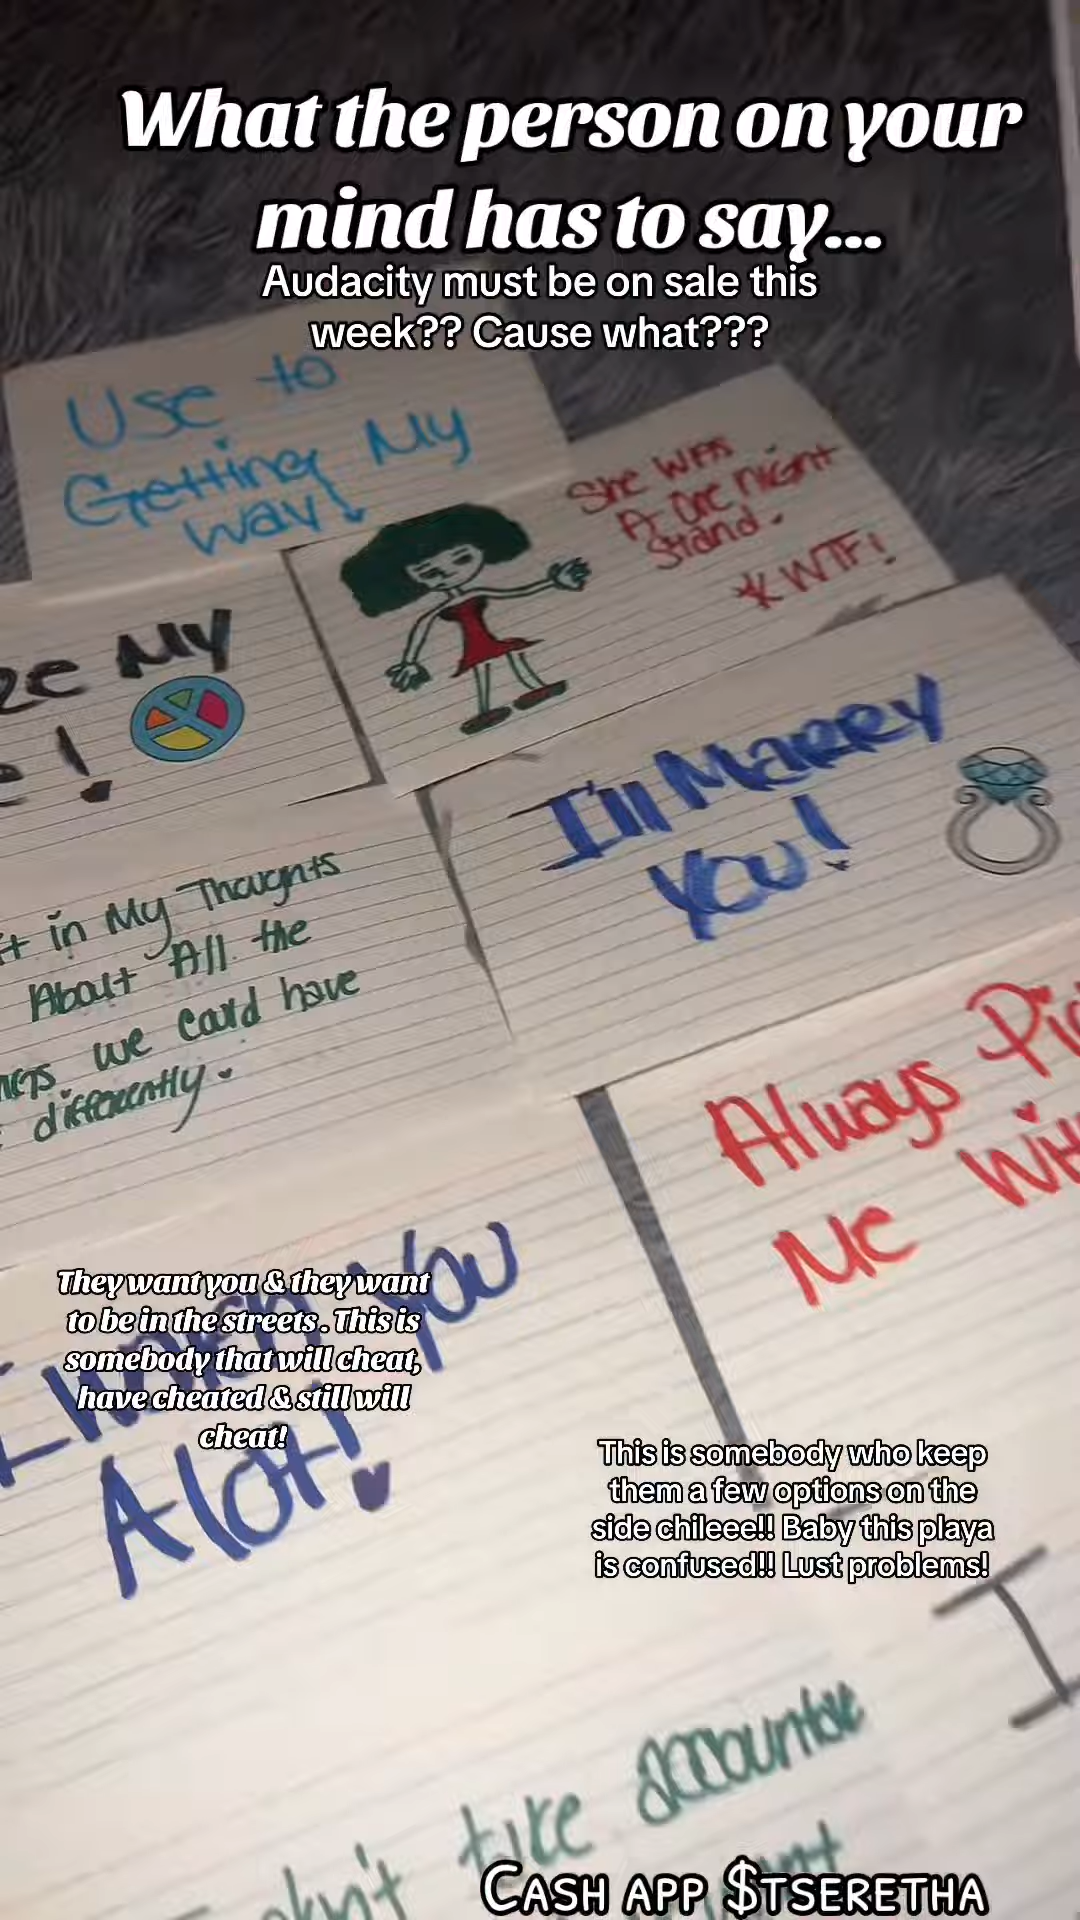 What the person on your
mind has to say...
Audacity must be on sale this
week?? Cause what???
Use to
Getting My
way!
She was
A One night
Stand.
*WTF!
My
!
I'll Marry
You!
in My Thoughts
About All the
we could have
differently.
Always
Me
You
Alot!
They want you & they want
to be in the streets . This is
somebody that will cheat,
have cheated & still will
cheat!
This is somebody who keep
them a few options on the
side chileee!! Baby this playa
is confused!! Lust problems!
I
take accountable
Cash app $tseretha